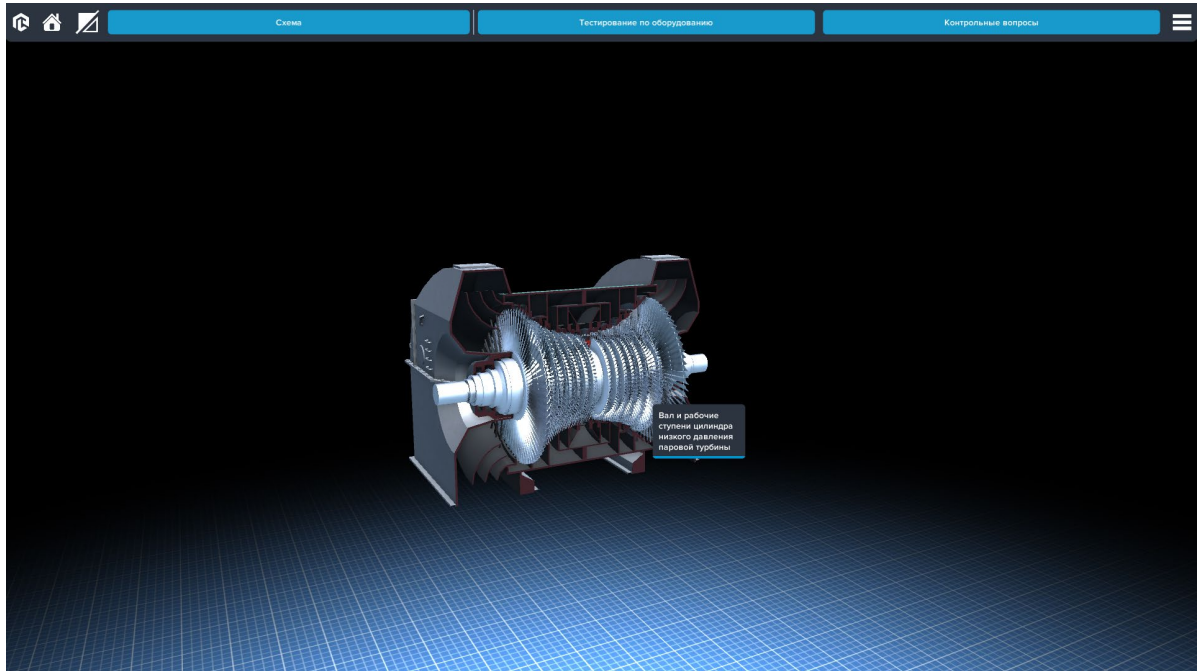 Схема
Тестирование по оборудованию
Контрольные вопросы
Вал и рабочие
ступени цилиндра
низкого давления
паровой турбины